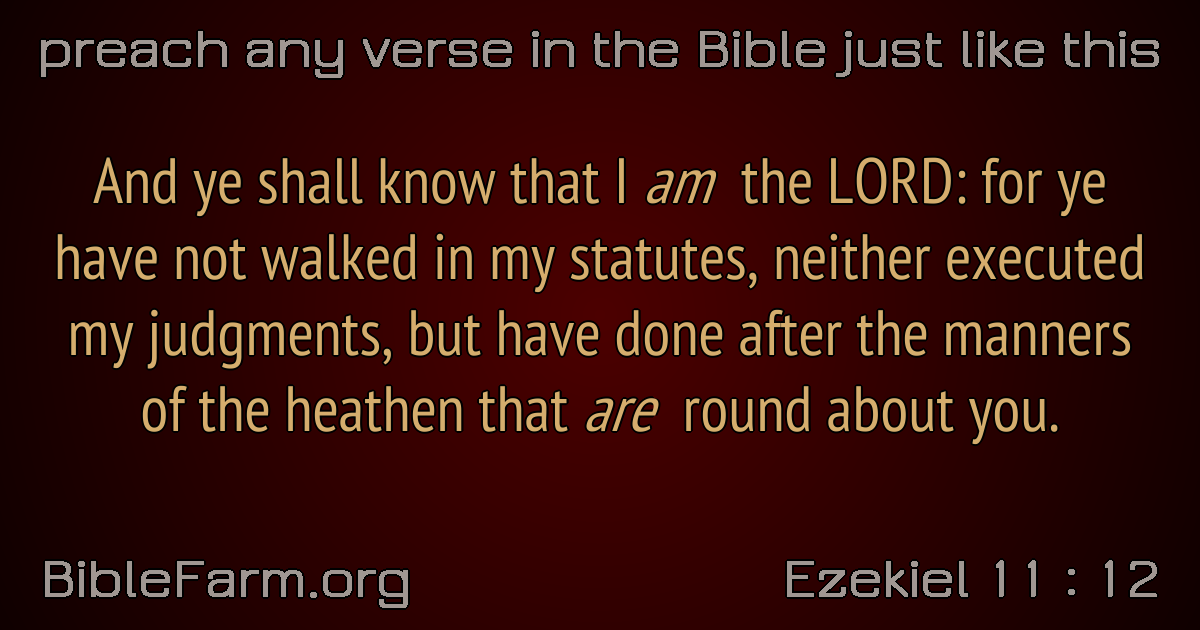 preach any verse in the Bible just like this
And ye shall know that I am the LORD: for ye
have not walked in my statutes, neither executed
my judgments, but have done after the manners
of the heathen that are round about you.
BibleFarm.org
Ezekiel 11 : 12